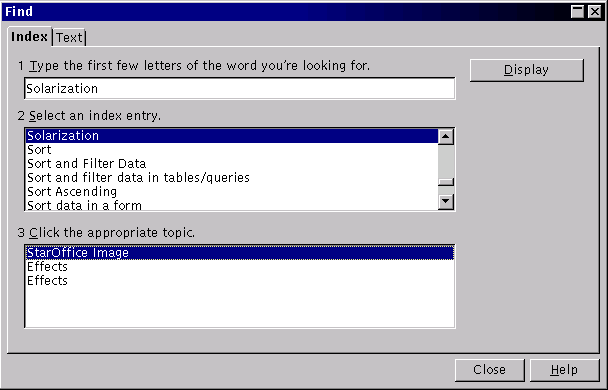 Find
Index Text
1 Type the first few letters of the word you're looking for.
Display
Solarization
2 Select an index entry.
Solarization
Sort
Sort and Filter Data
Sort and filter data in tables/queries
Sort Ascending
Sort data in a form
3 Click the appropriate topic.
StarOffice Image
Effects
Effects
Close Help